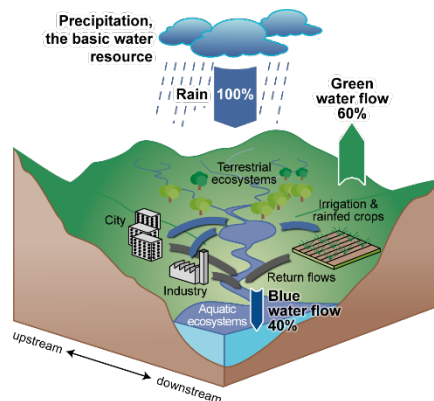 Precipitation,
the basic water
resource
Rain
100%
Green
water flow
60%
Terrestrial
ecosystems
City
Irrigation &
rainfed crops
Industry
Return flows
Aquatic
ecosystems
Blue
water flow
40%
upstream
downstream